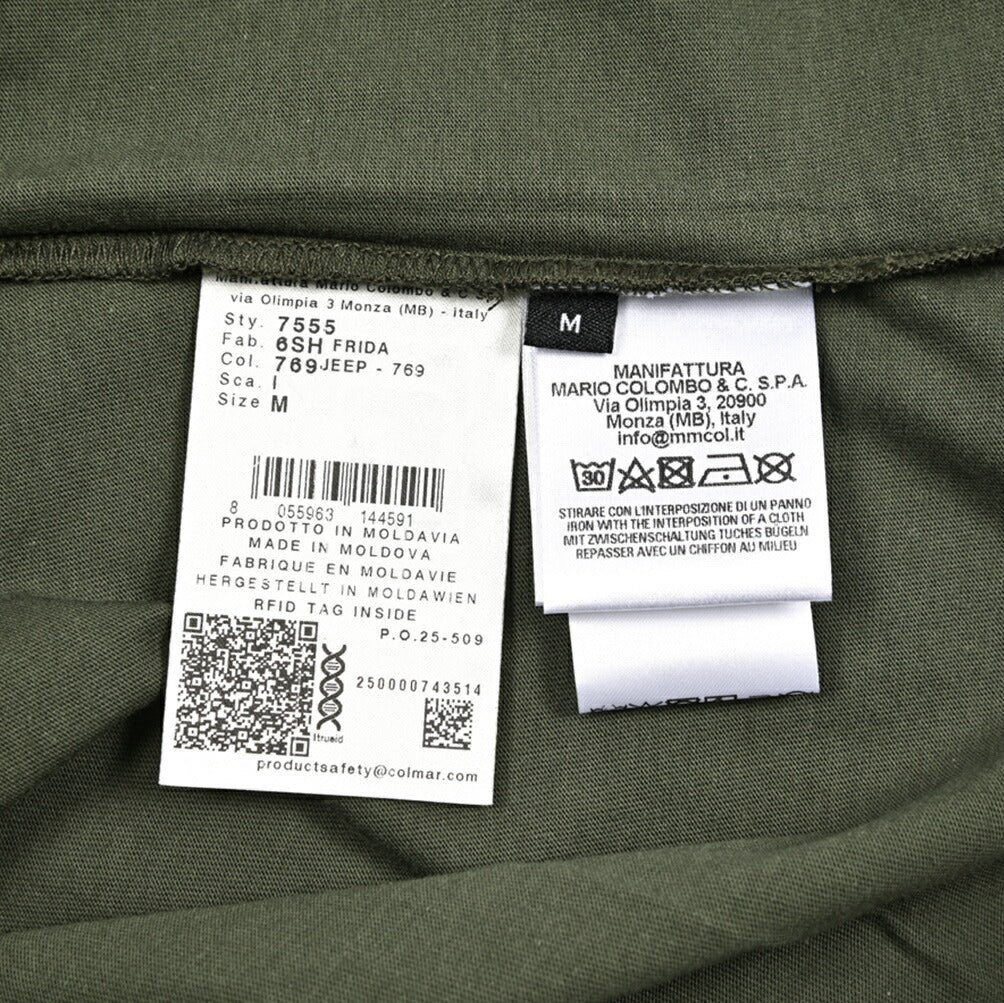 Manifattura Mario Colombo & C S.
via Olimpia 3 Monza (MB) - italy
Sty. 7555
Fab. 6SH FRIDA
Col. 769 JEEP - 769
Sca. I
Size M
8 055963 144591
PRODOTTO IN MOLDAVIA
MADE IN MOLDOVA
FABRIQUE EN MOLDAVIE
HERGESTELLT IN MOLDAWIEN
RFID TAG INSIDE
P.O.25-509
250000743514
itrueid
productsafety@colmar.com
M
MANIFATTURA
MARIO COLOMBO & C. S.P.A.
Via Olimpia 3, 20900
Monza (MB), Italy
info@mmcol.it
30
STIRARE CON L'INTERPOSIZIONE DI UN PANNO
IRON WITH THE INTERPOSITION OF A CLOTH
MIT ZWISCHENSCHALTUNG TUCHES BÜGELN
REPASSER AVEC UN CHIFFON AU MILIEU